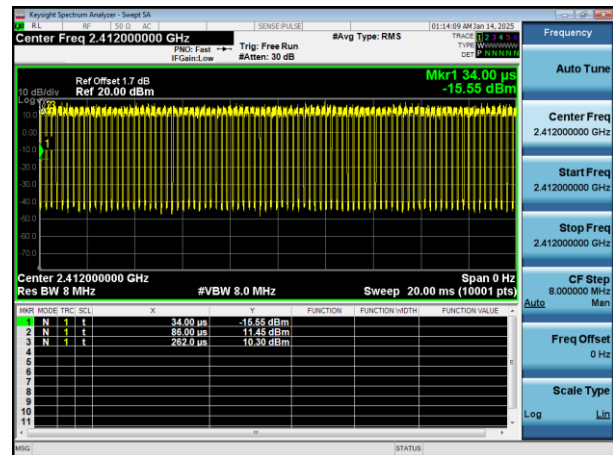 Keysight Spectrum Analyzer - Swept SA
RL RF 50 Ω AC SENSE:PULSE 01:14:09 AM Jan 14, 2025
Center Freq 2.412000000 GHz #Avg Type: RMS TRACE 1 2 3 4 5 6
PNO: Fast Trig: Free Run TYPE WWWWWW
IFGain:Low #Atten: 30 dB DET P NNNNN
Ref Offset 1.7 dB Mkr1 34.00 µs
10 dB/div Ref 20.00 dBm -15.55 dBm
Log
10.0
0.00
-10.0
-20.0
-30.0
-40.0
-50.0
-60.0
-70.0
1
Center 2.412000000 GHz Span 0 Hz
Res BW 8 MHz #VBW 8.0 MHz Sweep 20.00 ms (10001 pts)
MKR MODE TRC SCL X Y FUNCTION FUNCTION WIDTH FUNCTION VALUE
1 N 1 t 34.00 µs -15.55 dBm
2 N 1 t 86.00 µs 11.45 dBm
3 N 1 t 262.0 µs 10.30 dBm
4
5
6
7
8
9
10
11
MSG STATUS
Frequency
Auto Tune
Center Freq
2.412000000 GHz
Start Freq
2.412000000 GHz
Stop Freq
2.412000000 GHz
CF Step
8.000000 MHz
Auto Man
Freq Offset
0 Hz
Scale Type
Log Lin